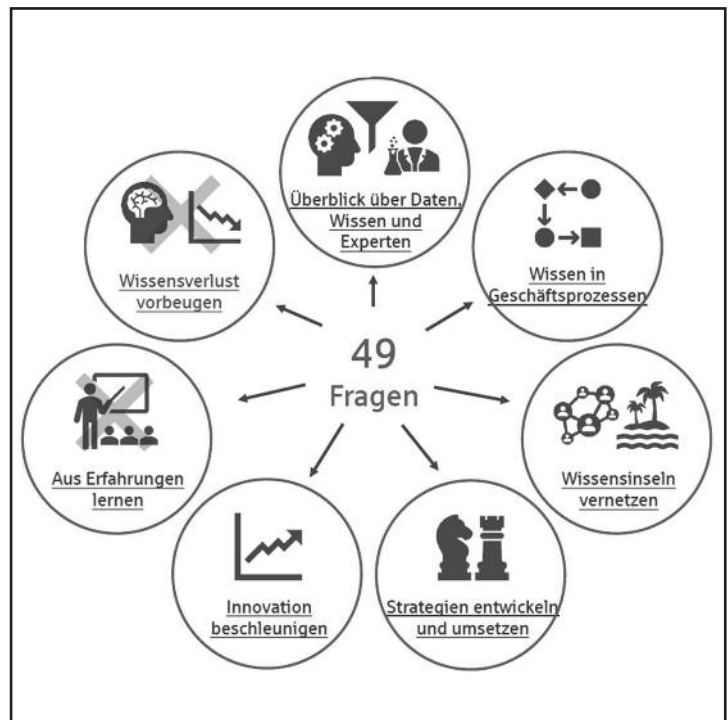 Überblick über Daten,
Wissen und
Experten
Wissen in
Geschäftsprozessen
Wissensinseln
vernetzen
Strategien entwickeln
und umsetzen
Innovation
beschleunigen
Aus Erfahrungen
lernen
Wissensverlust
vorbeugen
49
Fragen